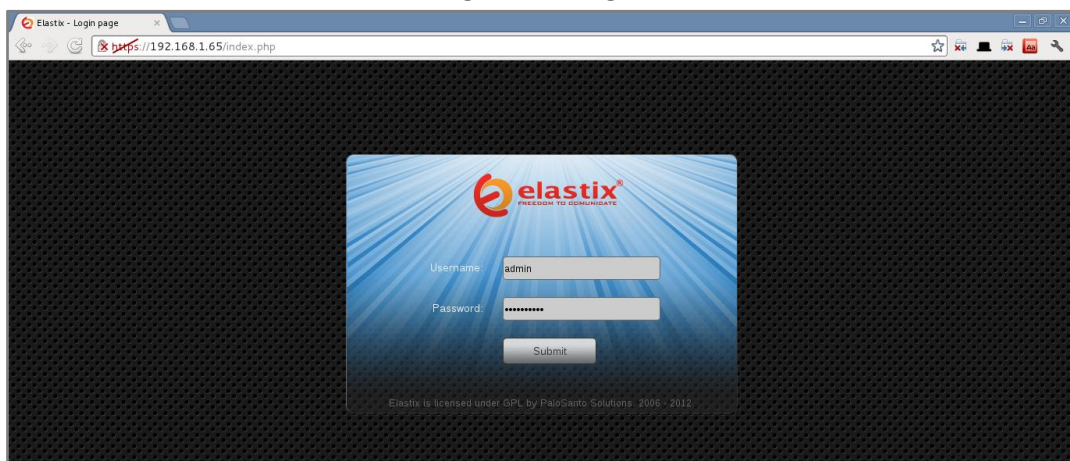 Elastix - Login page
https://192.168.1.65/index.php
Aa
elastix®
FREEDOM TO COMUNICATE
Username:
admin
Password:
••••••••••
Submit
Elastix is licensed under GPL by PaloSanto Solutions. 2006 - 2012.